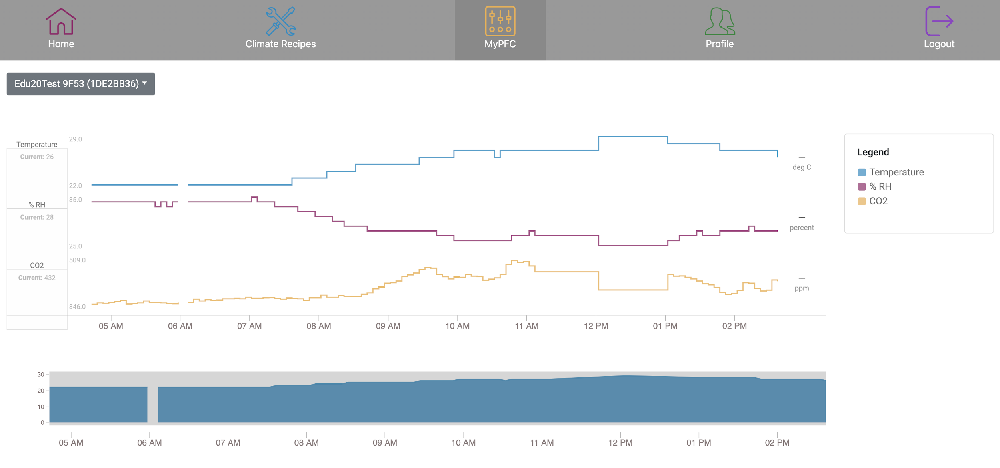 Home
Climate Recipes
MyPFC
Profile
Logout
Edu20Test 9F53 (1DE2BB36)
Temperature
Current: 26
29.0
22.0
--
deg C
% RH
Current: 28
35.0
25.0
--
percent
CO2
Current: 432
509.0
346.0
--
ppm
05 AM 06 AM 07 AM 08 AM 09 AM 10 AM 11 AM 12 PM 01 PM 02 PM
Legend
Temperature
% RH
CO2
30
20
10
0
05 AM 06 AM 07 AM 08 AM 09 AM 10 AM 11 AM 12 PM 01 PM 02 PM